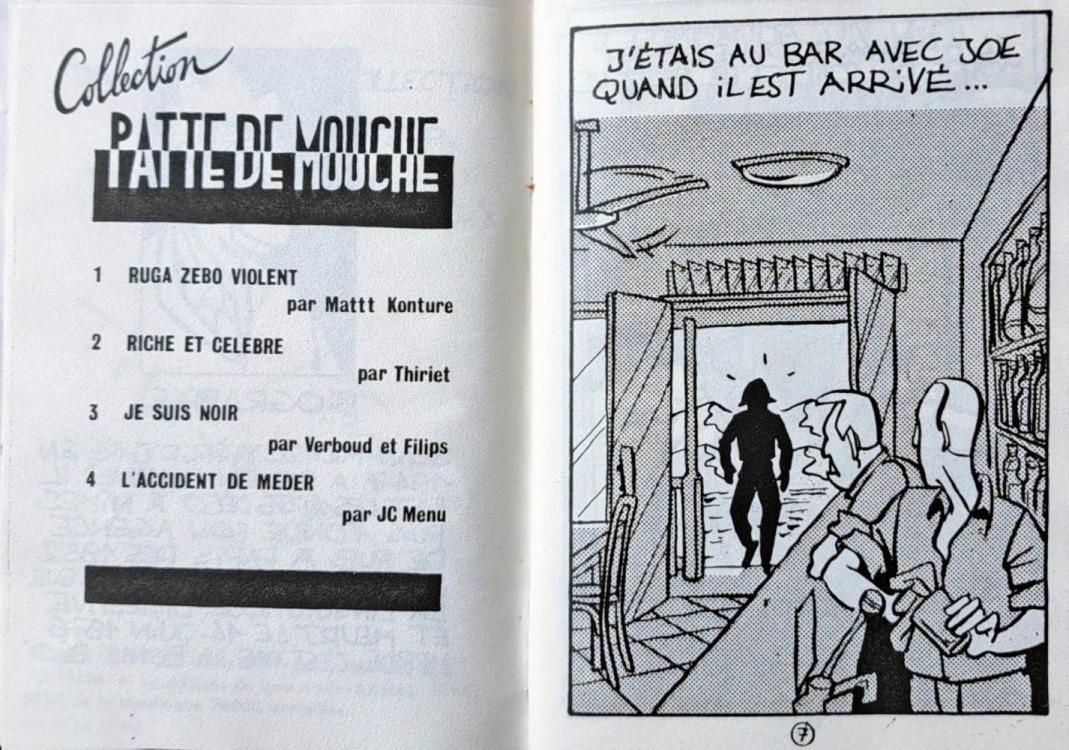 Collection
PATTE DE MOUCHE
1 RUGA ZEBO VIOLENT
par Mattt Konture
2 RICHE ET CELEBRE
par Thiriet
3 JE SUIS NOIR
par Verboud et Filips
4 L'ACCIDENT DE MEDER
par JC Menu
J'ÉTAIS AU BAR AVEC JOE
QUAND iL EST ARRiVÉ...
7